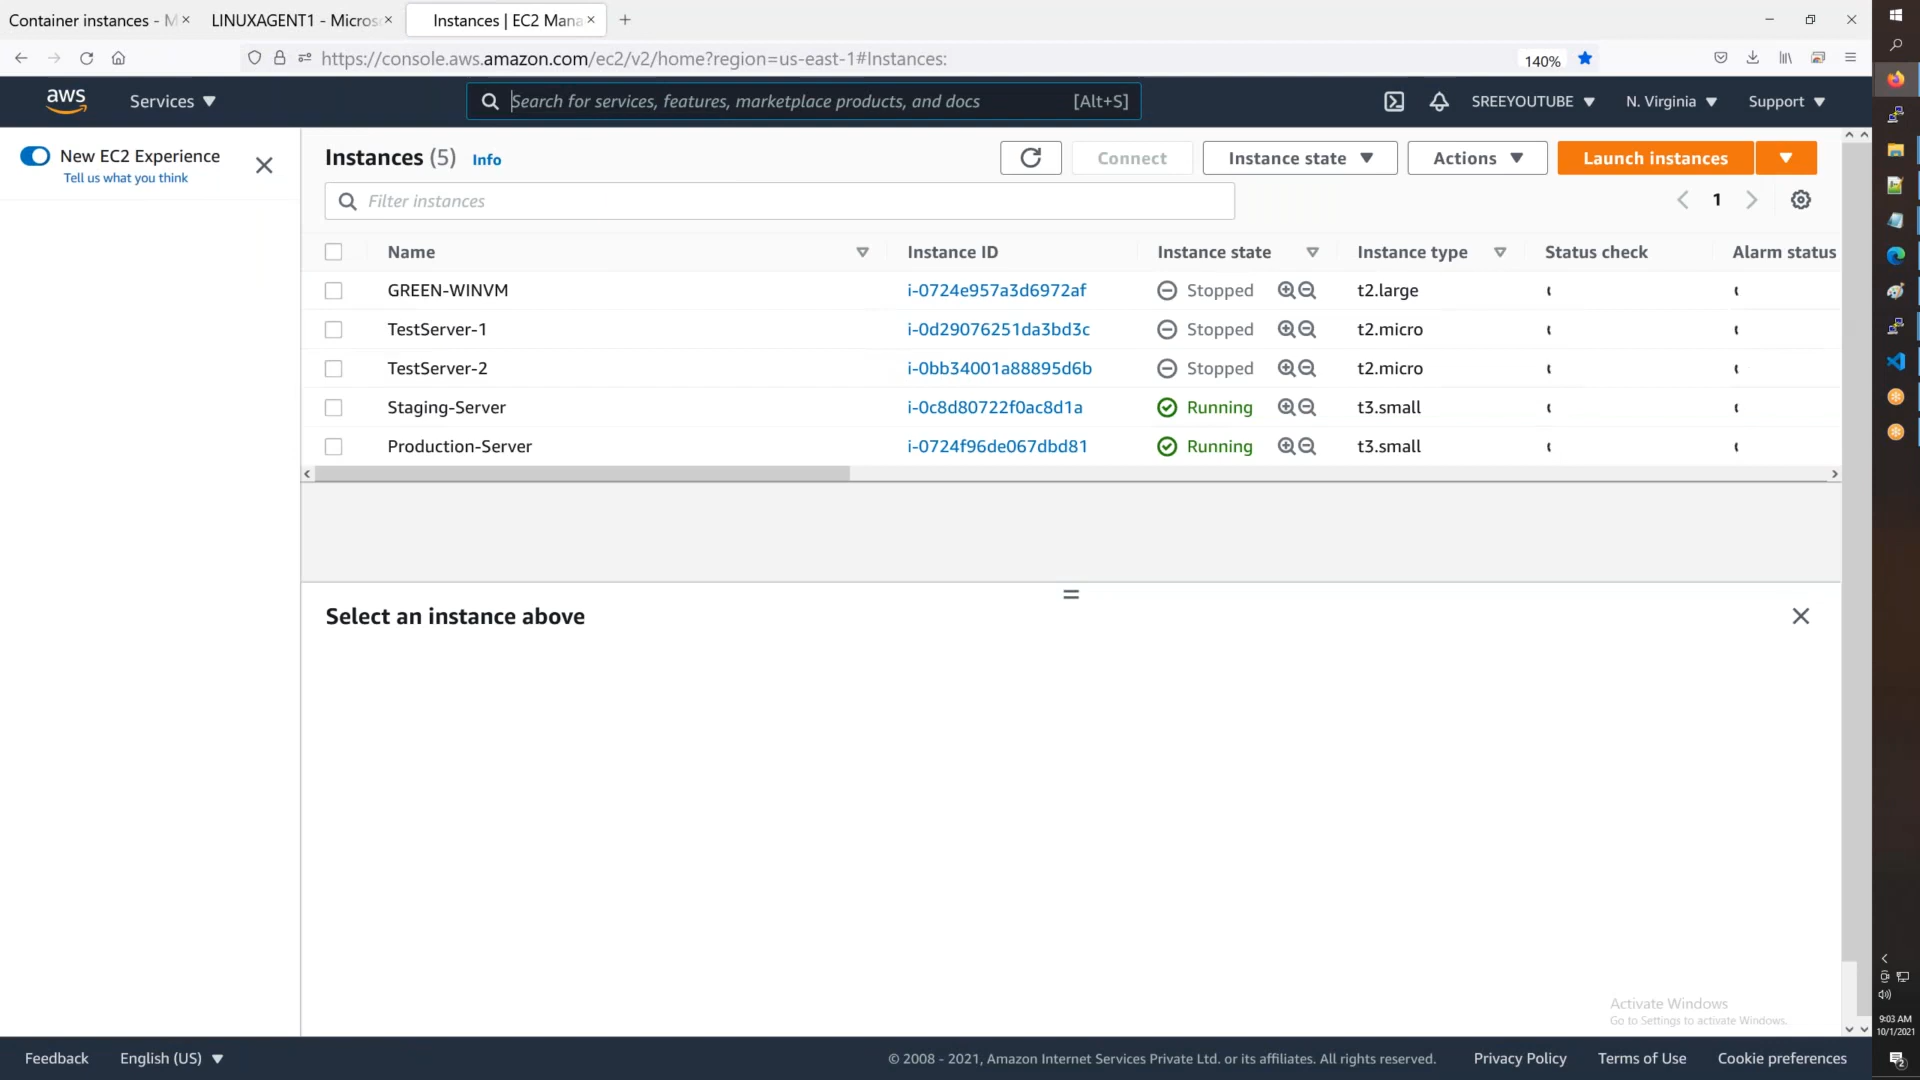 Container instances - M
LINUXAGENT1 - Micros
Instances | EC2 Mana
https://console.aws.amazon.com/ec2/v2/home?region=us-east-1#Instances:
140%
aws
Services
Search for services, features, marketplace products, and docs
[Alt+S]
SREEYOUTUBE
N. Virginia
Support
New EC2 Experience
Tell us what you think
Instances (5) Info
Connect
Instance state
Actions
Launch instances
Filter instances
1
Name Instance ID Instance state Instance type Status check Alarm status
GREEN-WINVM i-0724e957a3d6972af Stopped t2.large
TestServer-1 i-0d29076251da3bd3c Stopped t2.micro
TestServer-2 i-0bb34001a88895d6b Stopped t2.micro
Staging-Server i-0c8d80722f0ac8d1a Running t3.small
Production-Server i-0724f96de067dbd81 Running t3.small
Select an instance above
Activate Windows
Go to Settings to activate Windows.
9:03 AM
10/1/2021
2
Feedback
English (US)
© 2008 - 2021, Amazon Internet Services Private Ltd. or its affiliates. All rights reserved.
Privacy Policy
Terms of Use
Cookie preferences